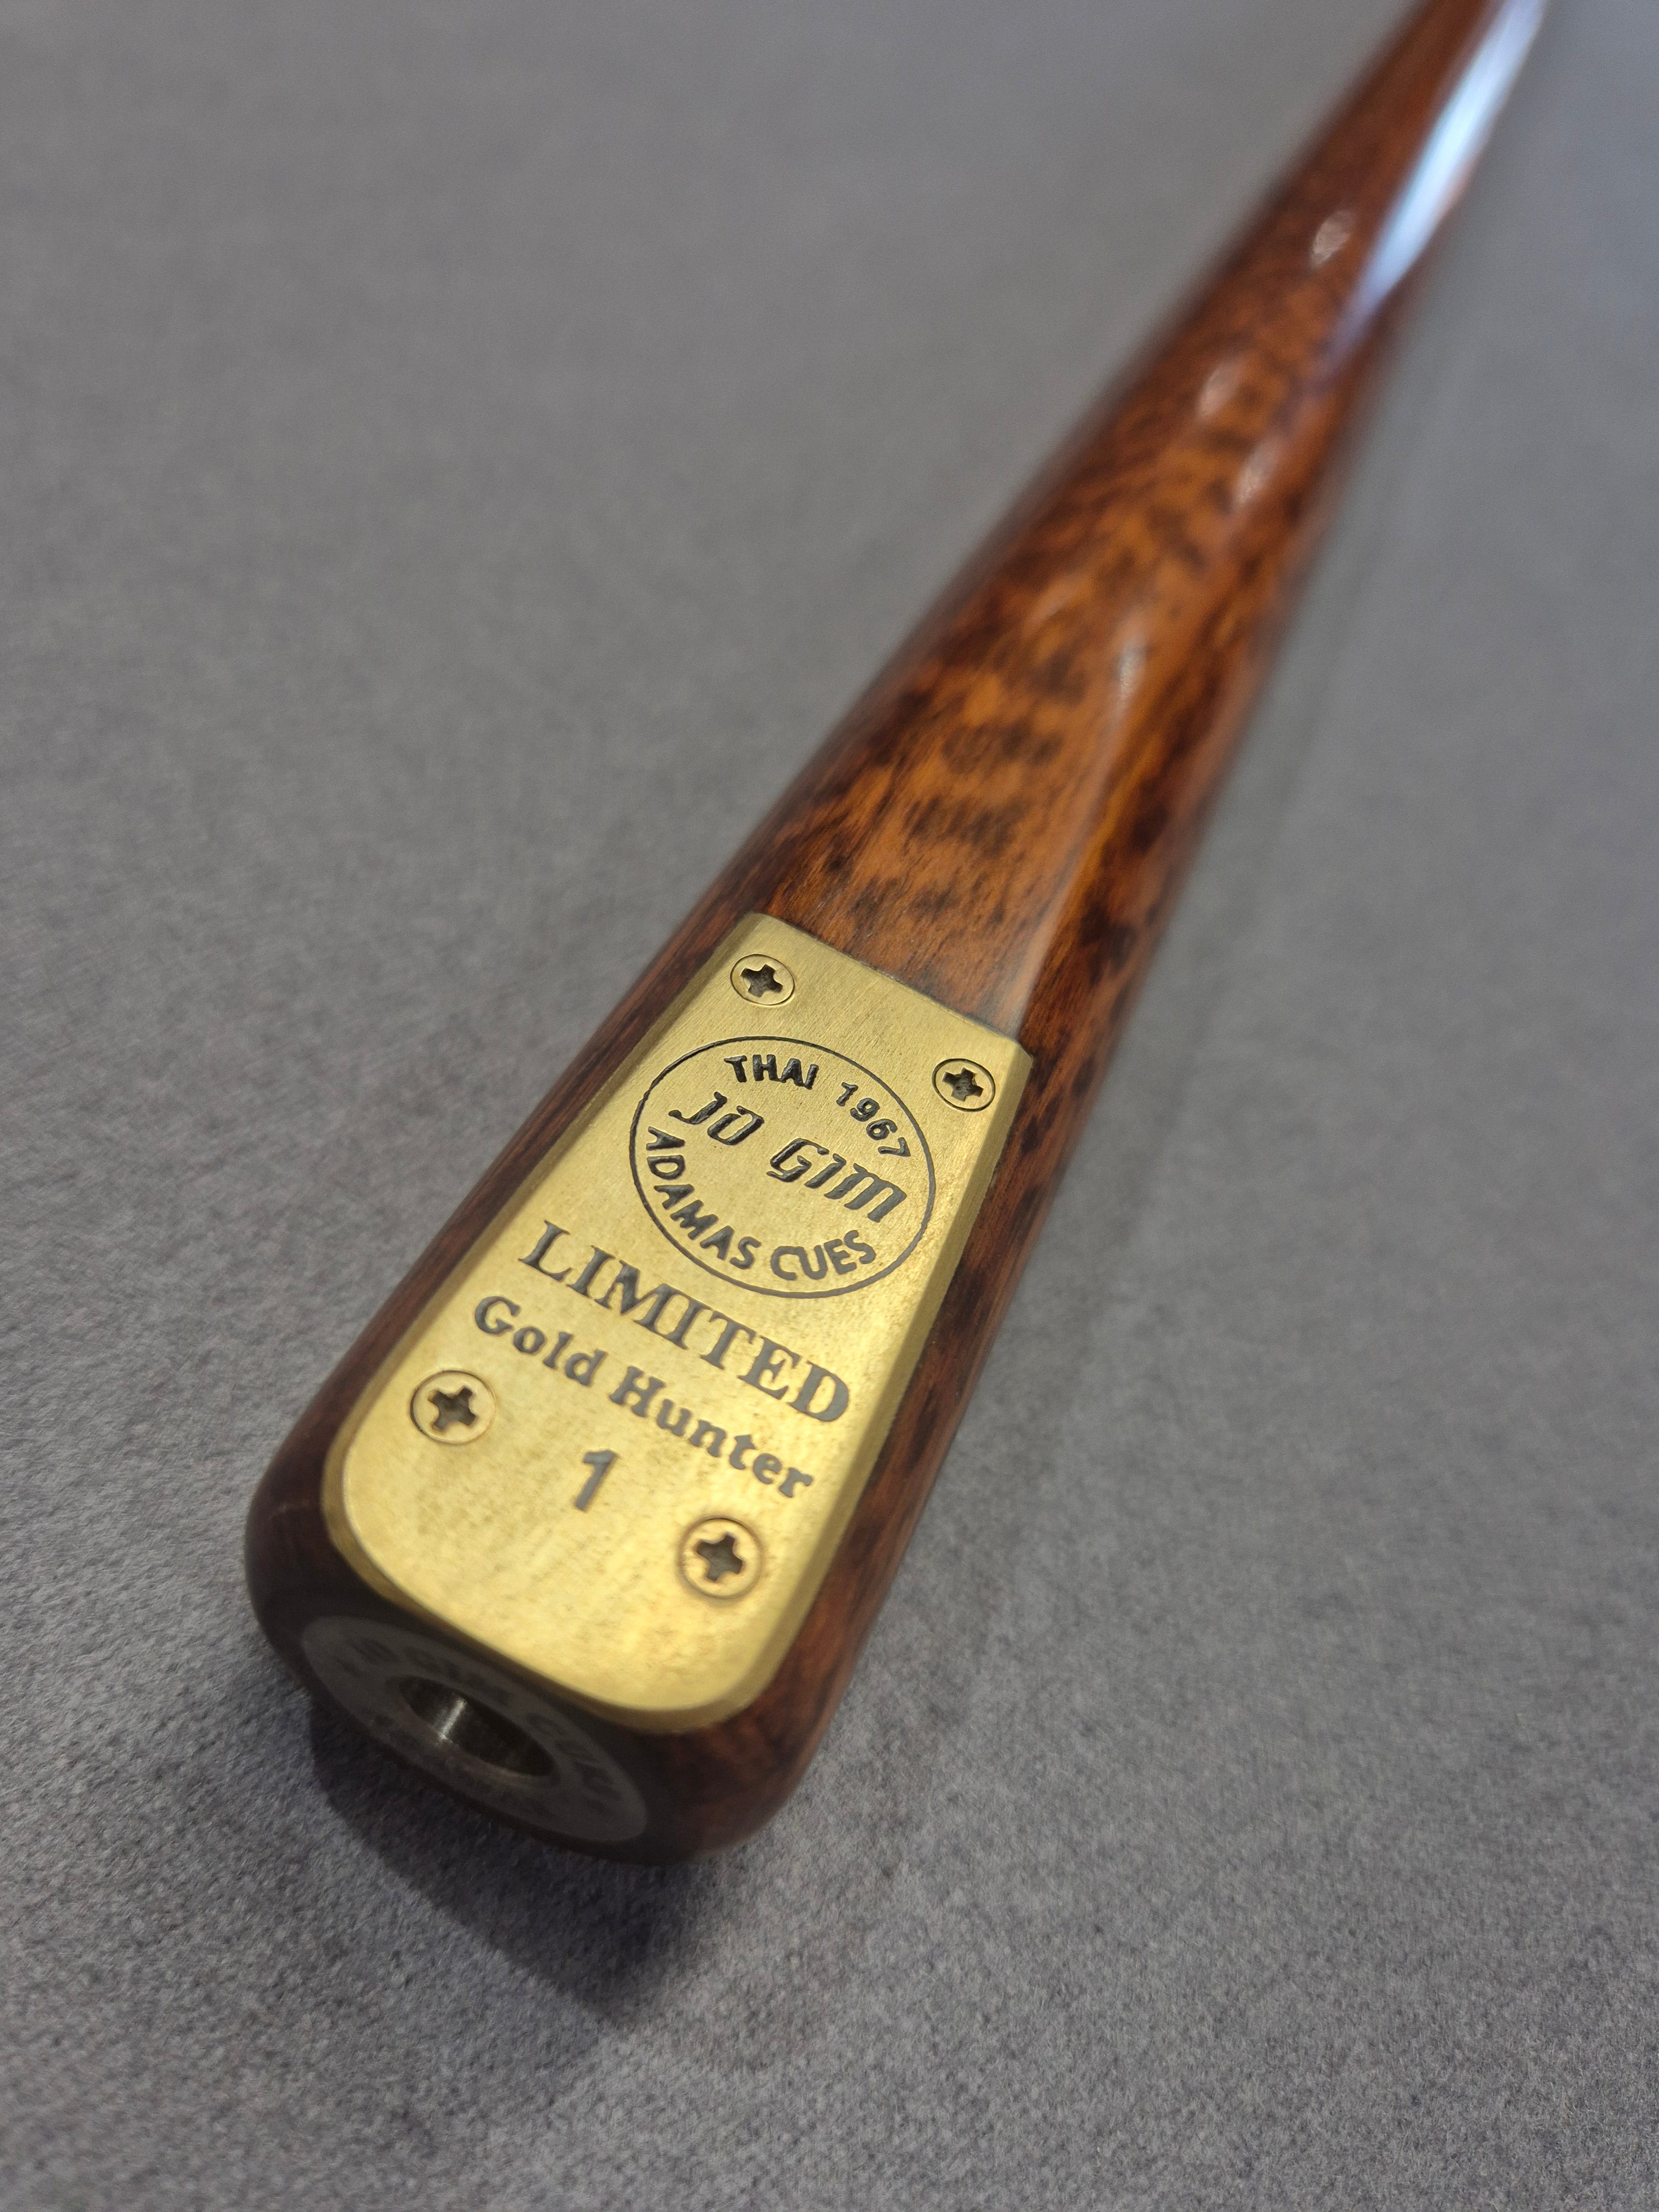 THAI 1967
JO GIM
ADAMAS CUES
LIMITED
Gold Hunter
1